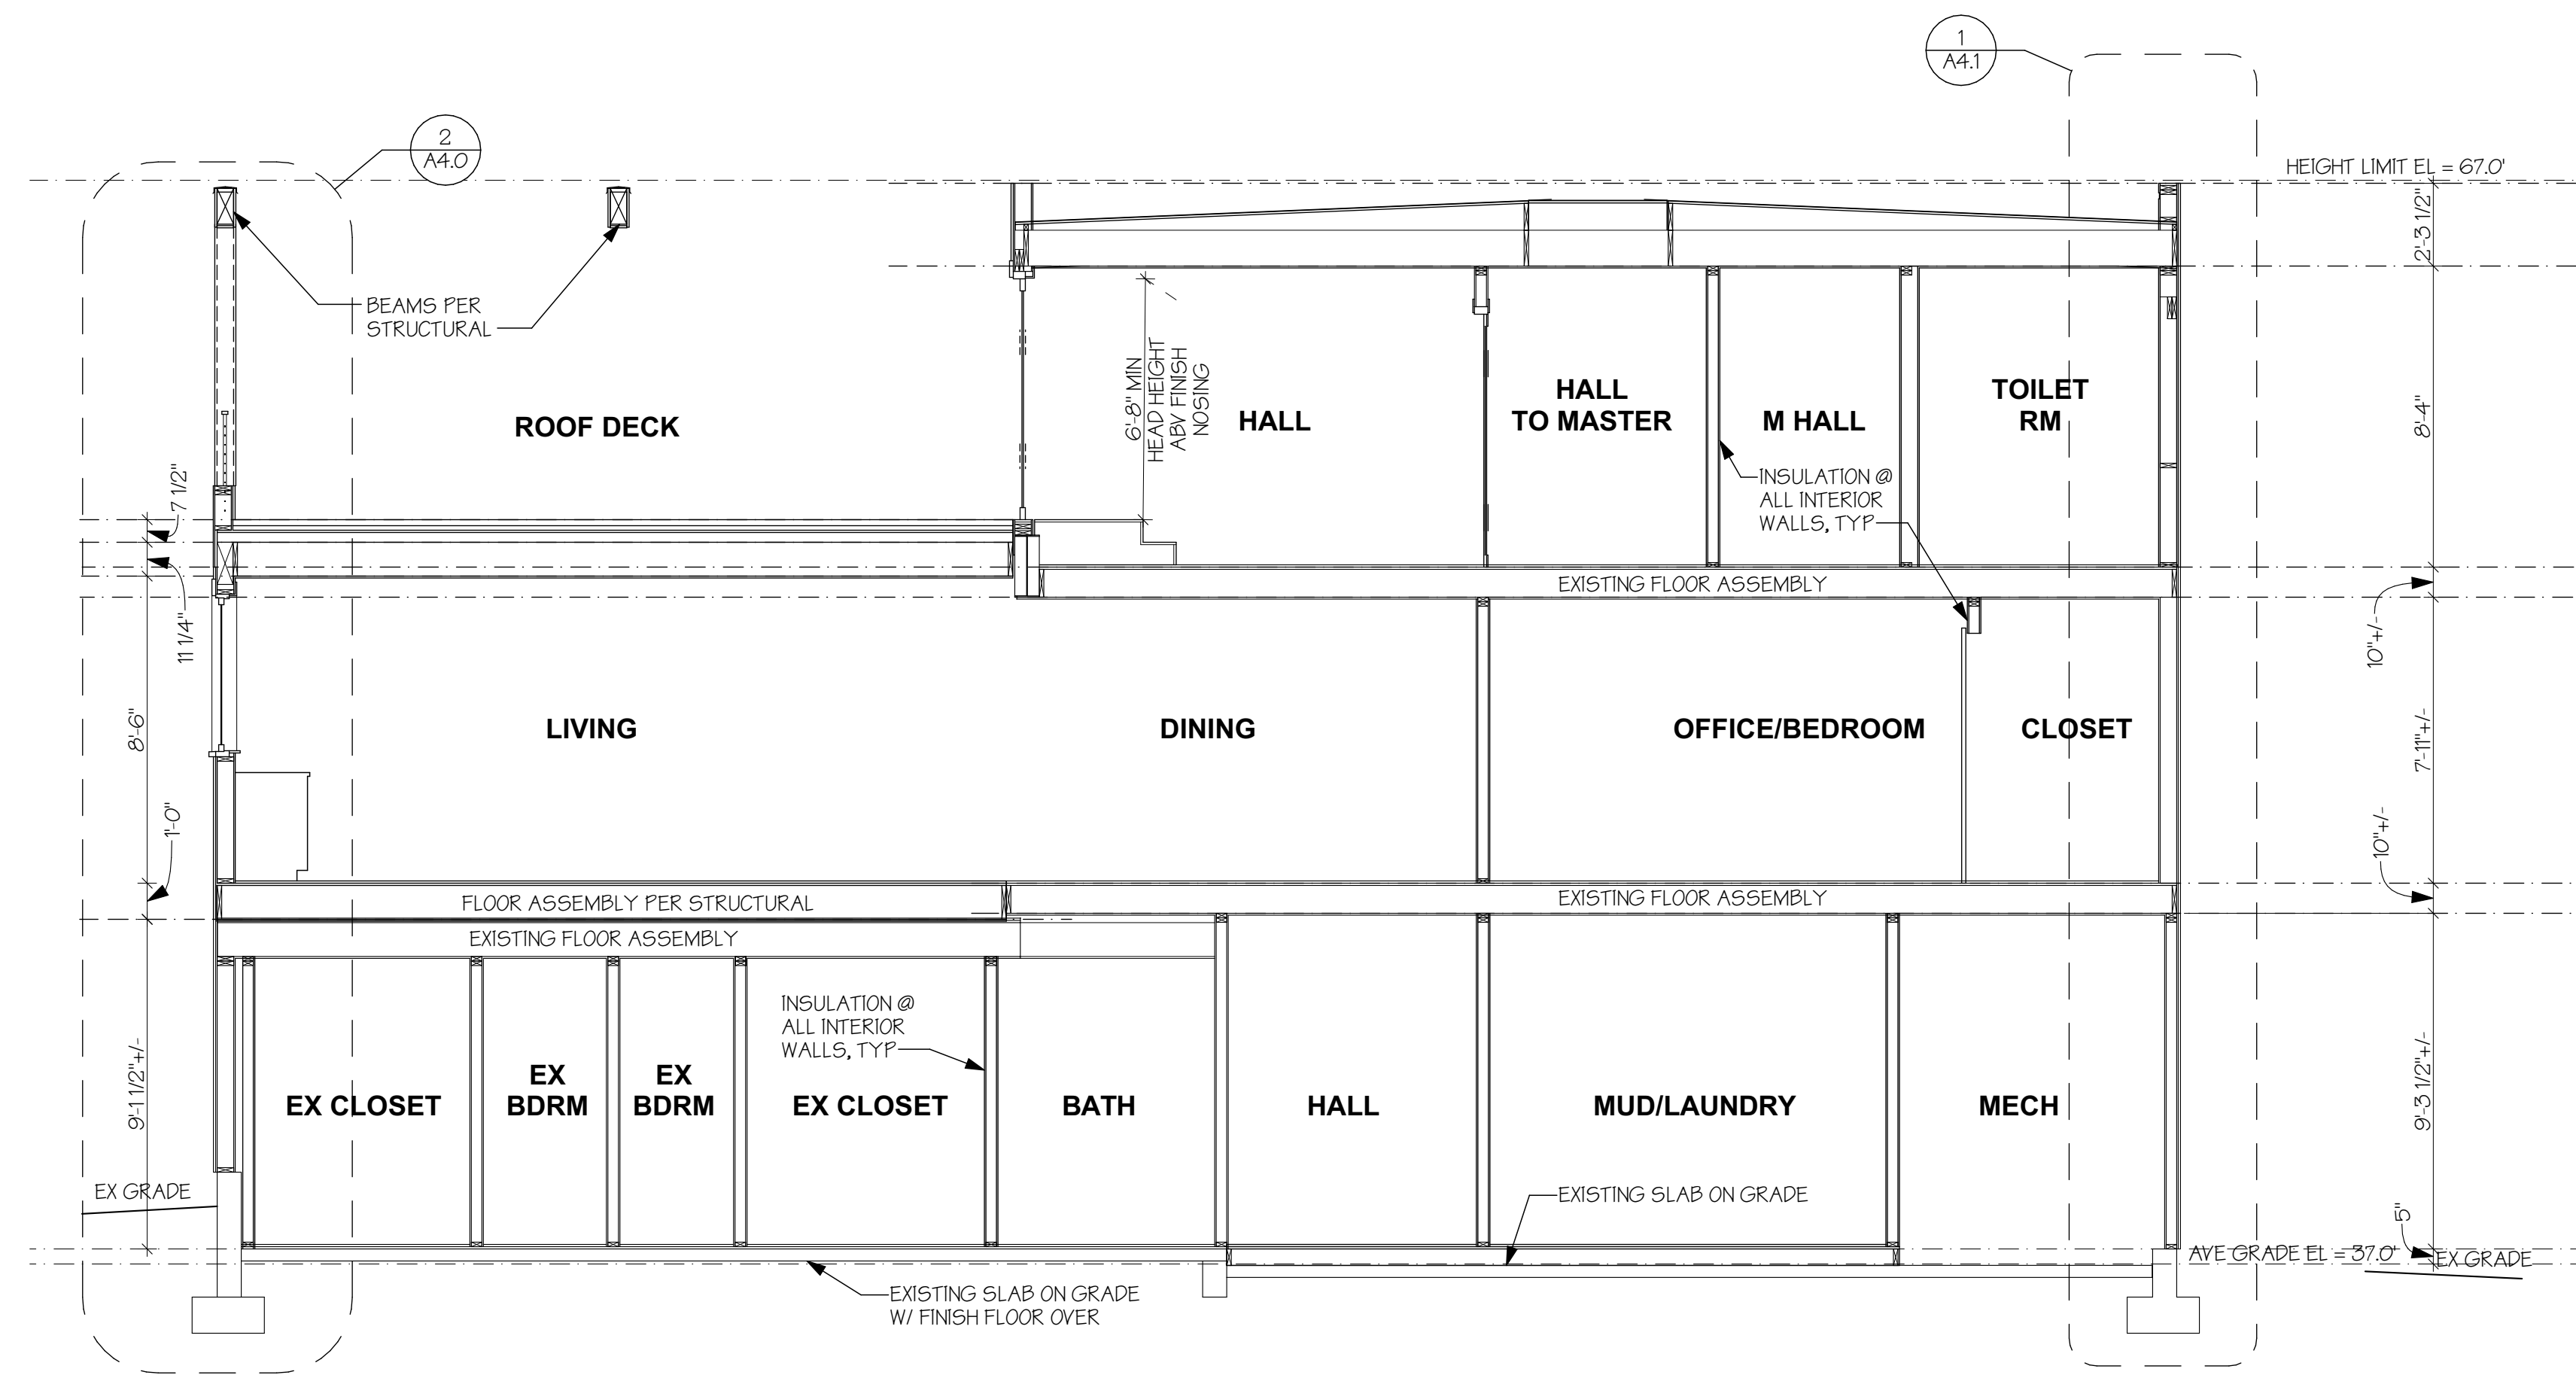 1
A4.1
2
A4.0
HEIGHT LIMIT EL = 67.0'
2'-3 1/2"
BEAMS PER
STRUCTURAL
6'-8" MIN
HEAD HEIGHT
ABV FINISH
NOSING
ROOF DECK
HALL
HALL
TO MASTER
M HALL
TOILET
RM
8'-4"
INSULATION @
ALL INTERIOR
WALLS, TYP
7 1/2"
11 1/4"
EXISTING FLOOR ASSEMBLY
10"+/-
8'-6"
LIVING
DINING
OFFICE/BEDROOM
CLOSET
7'-11"+/-
1'-0"
10"+/-
FLOOR ASSEMBLY PER STRUCTURAL
EXISTING FLOOR ASSEMBLY
EXISTING FLOOR ASSEMBLY
INSULATION @
ALL INTERIOR
WALLS, TYP
9'-1 1/2"+/-
EX CLOSET
EX
BDRM
EX
BDRM
EX CLOSET
BATH
HALL
MUD/LAUNDRY
MECH
9'-3 1/2"+/-
EX GRADE
EXISTING SLAB ON GRADE
5"
AVE GRADE EL = 37.0'
EX GRADE
EXISTING SLAB ON GRADE
W/ FINISH FLOOR OVER